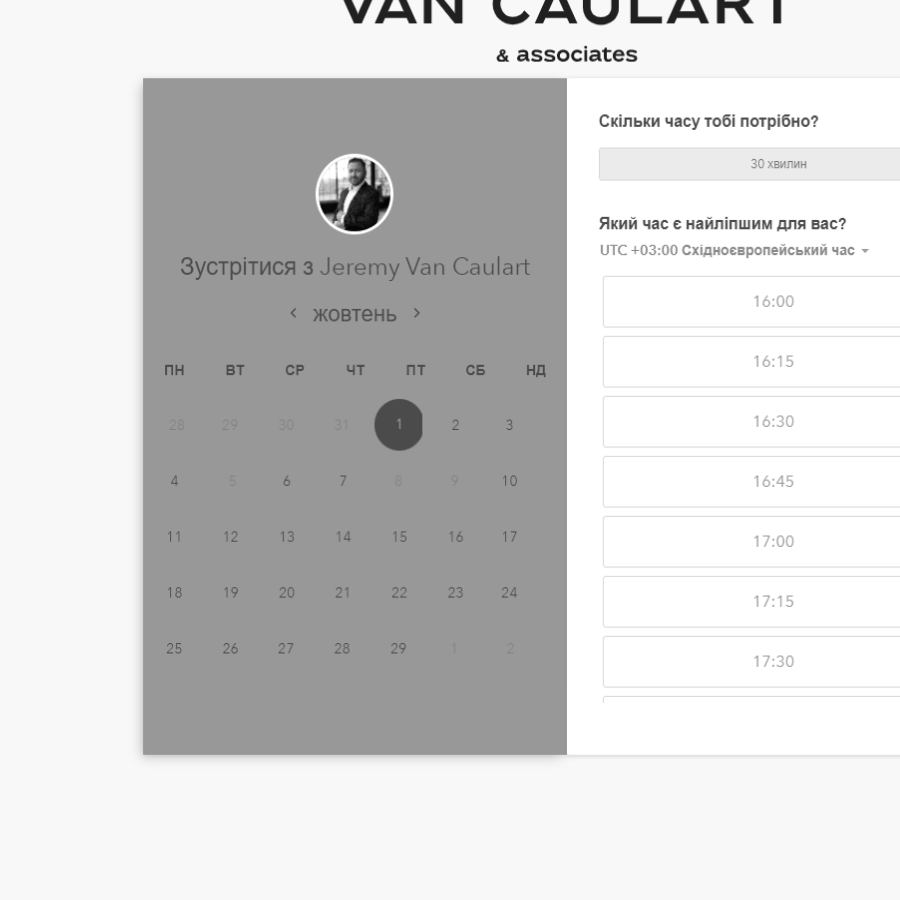 VAN CAULART
& associates
Зустрітися з Jeremy Van Caulart
жовтень
ПН ВТ СР ЧТ ПТ СБ НД
28 29 30 31 1 2 3
4 5 6 7 8 9 10
11 12 13 14 15 16 17
18 19 20 21 22 23 24
25 26 27 28 29 1 2
Скільки часу тобі потрібно?
30 хвилин
Який час є найліпшим для вас?
UTC +03:00 Східноєвропейський час
16:00
16:15
16:30
16:45
17:00
17:15
17:30